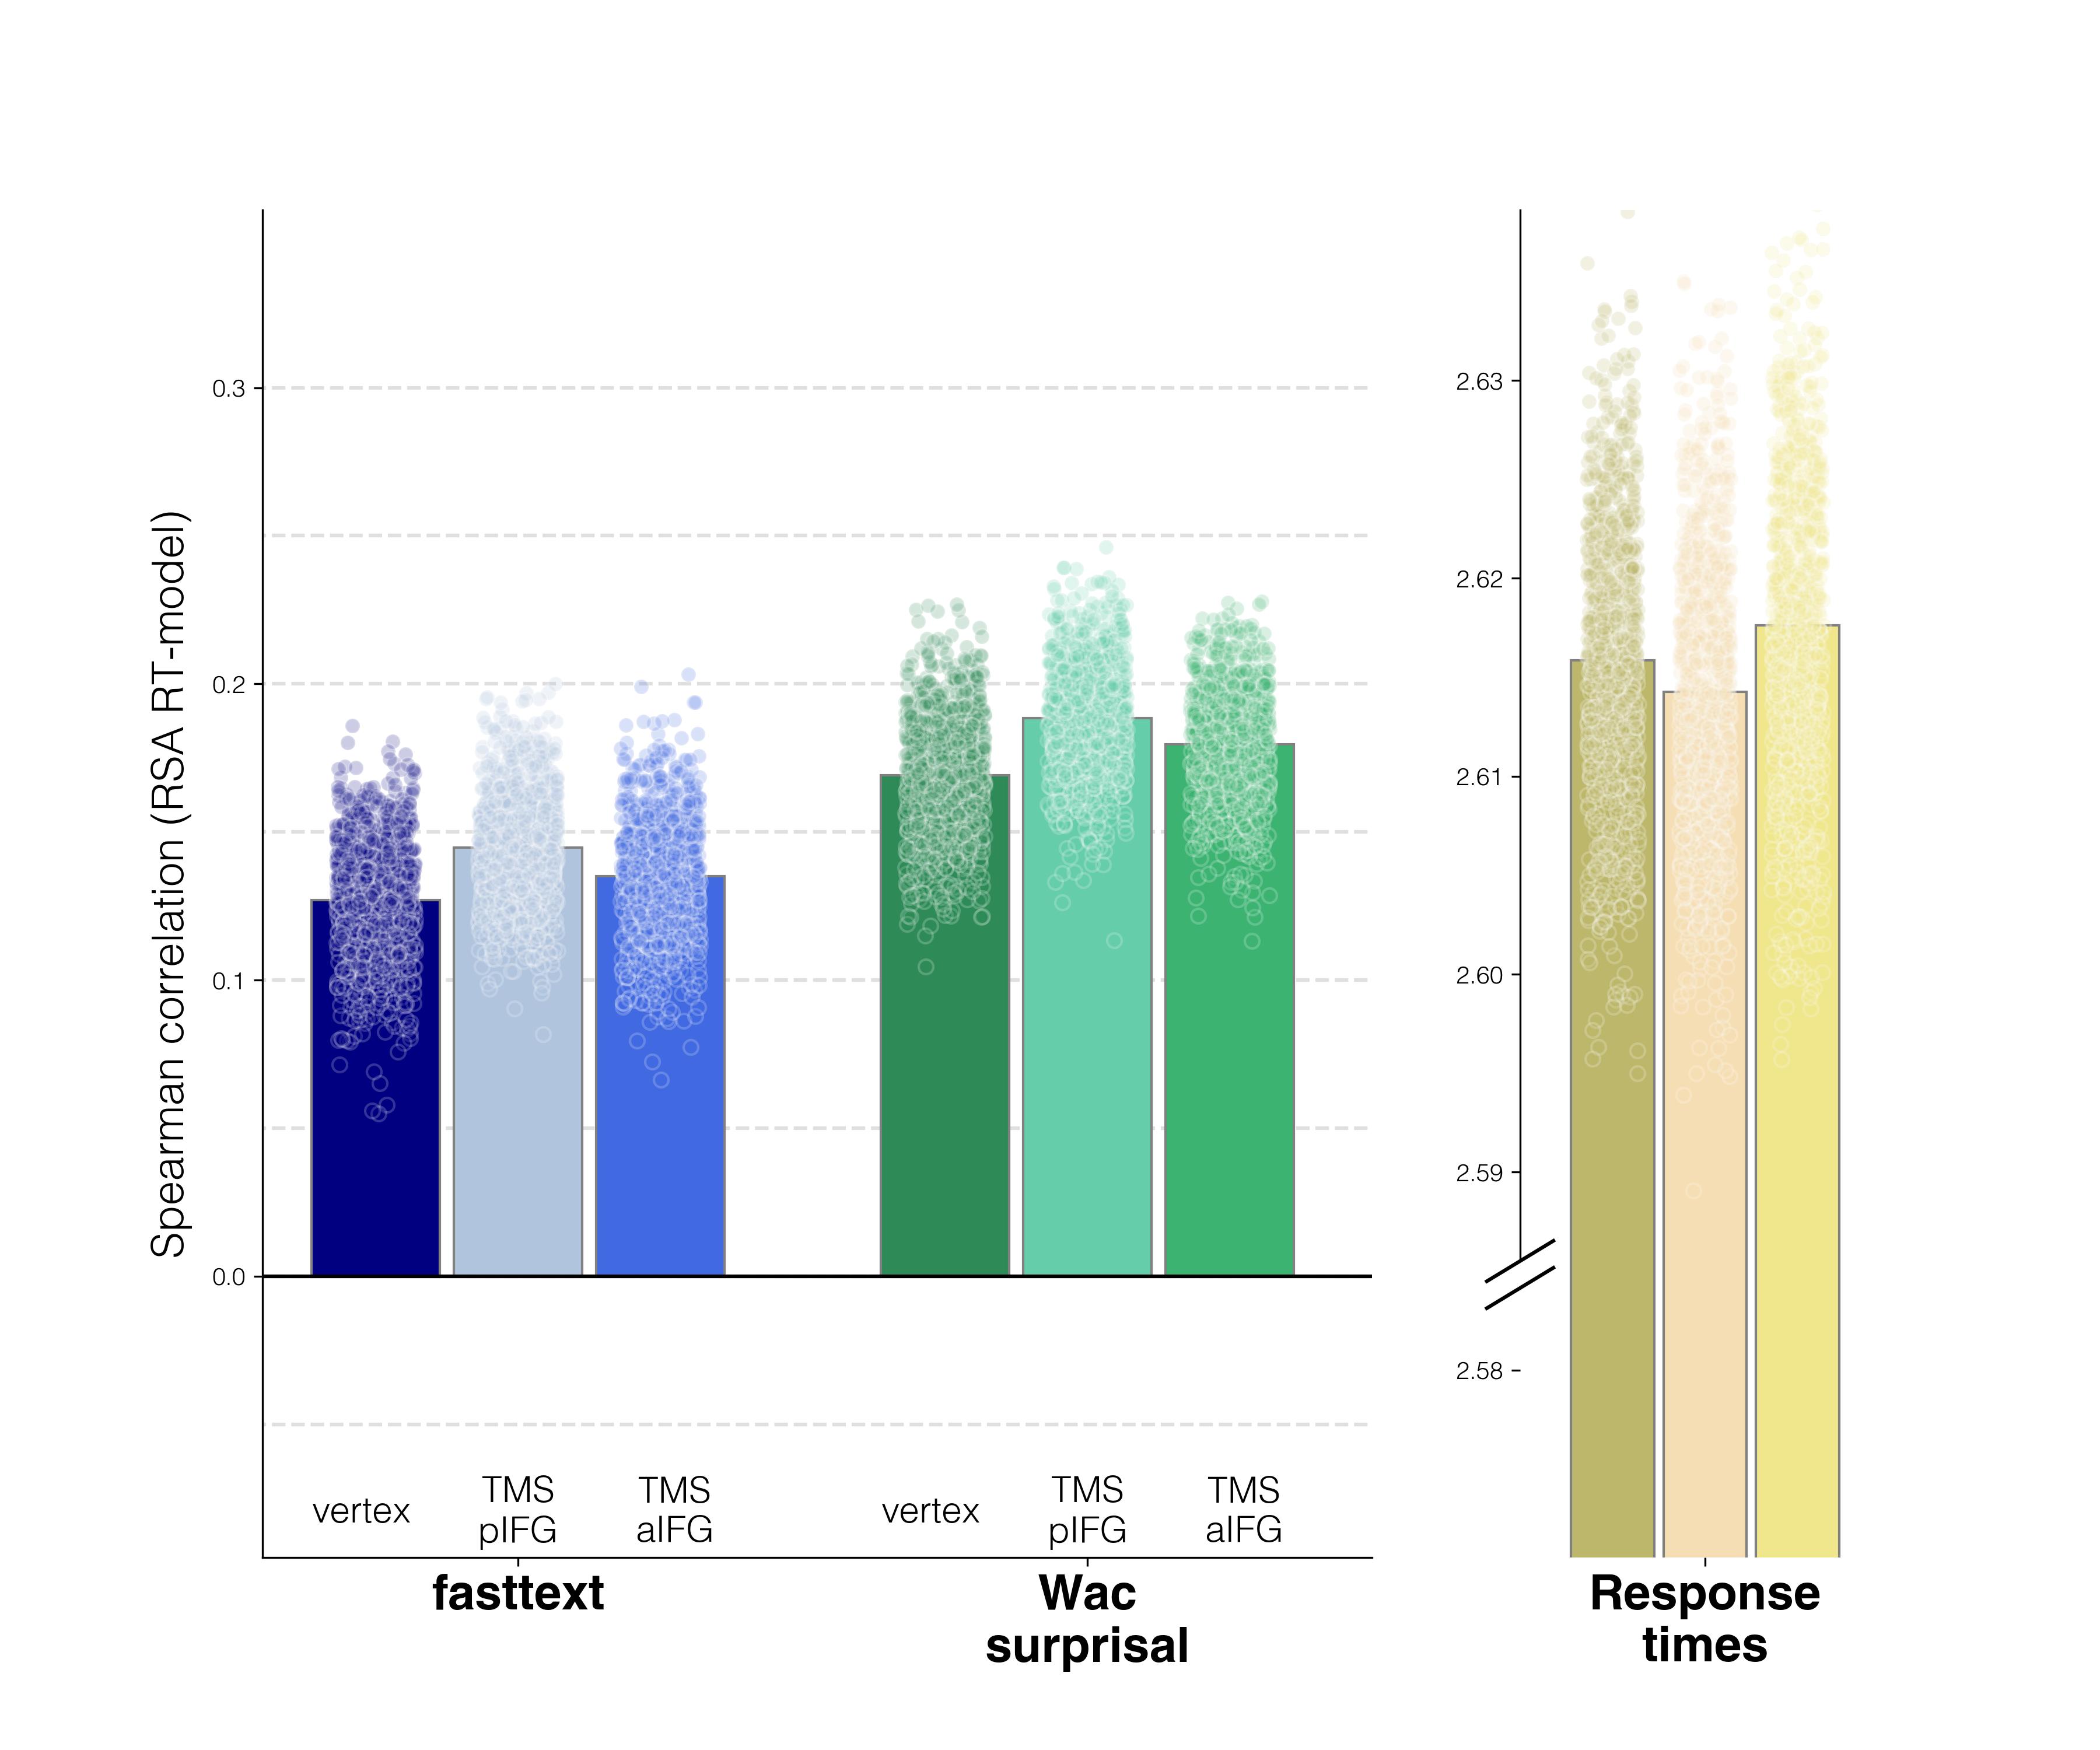 Spearman correlation (RSA RT-model)
0.3
0.2
0.1
0.0
vertex
TMS
pIFG
TMS
aIFG
vertex
TMS
pIFG
TMS
aIFG
fasttext
Wac
surprisal
2.63
2.62
2.61
2.60
2.59
2.58
Response
times